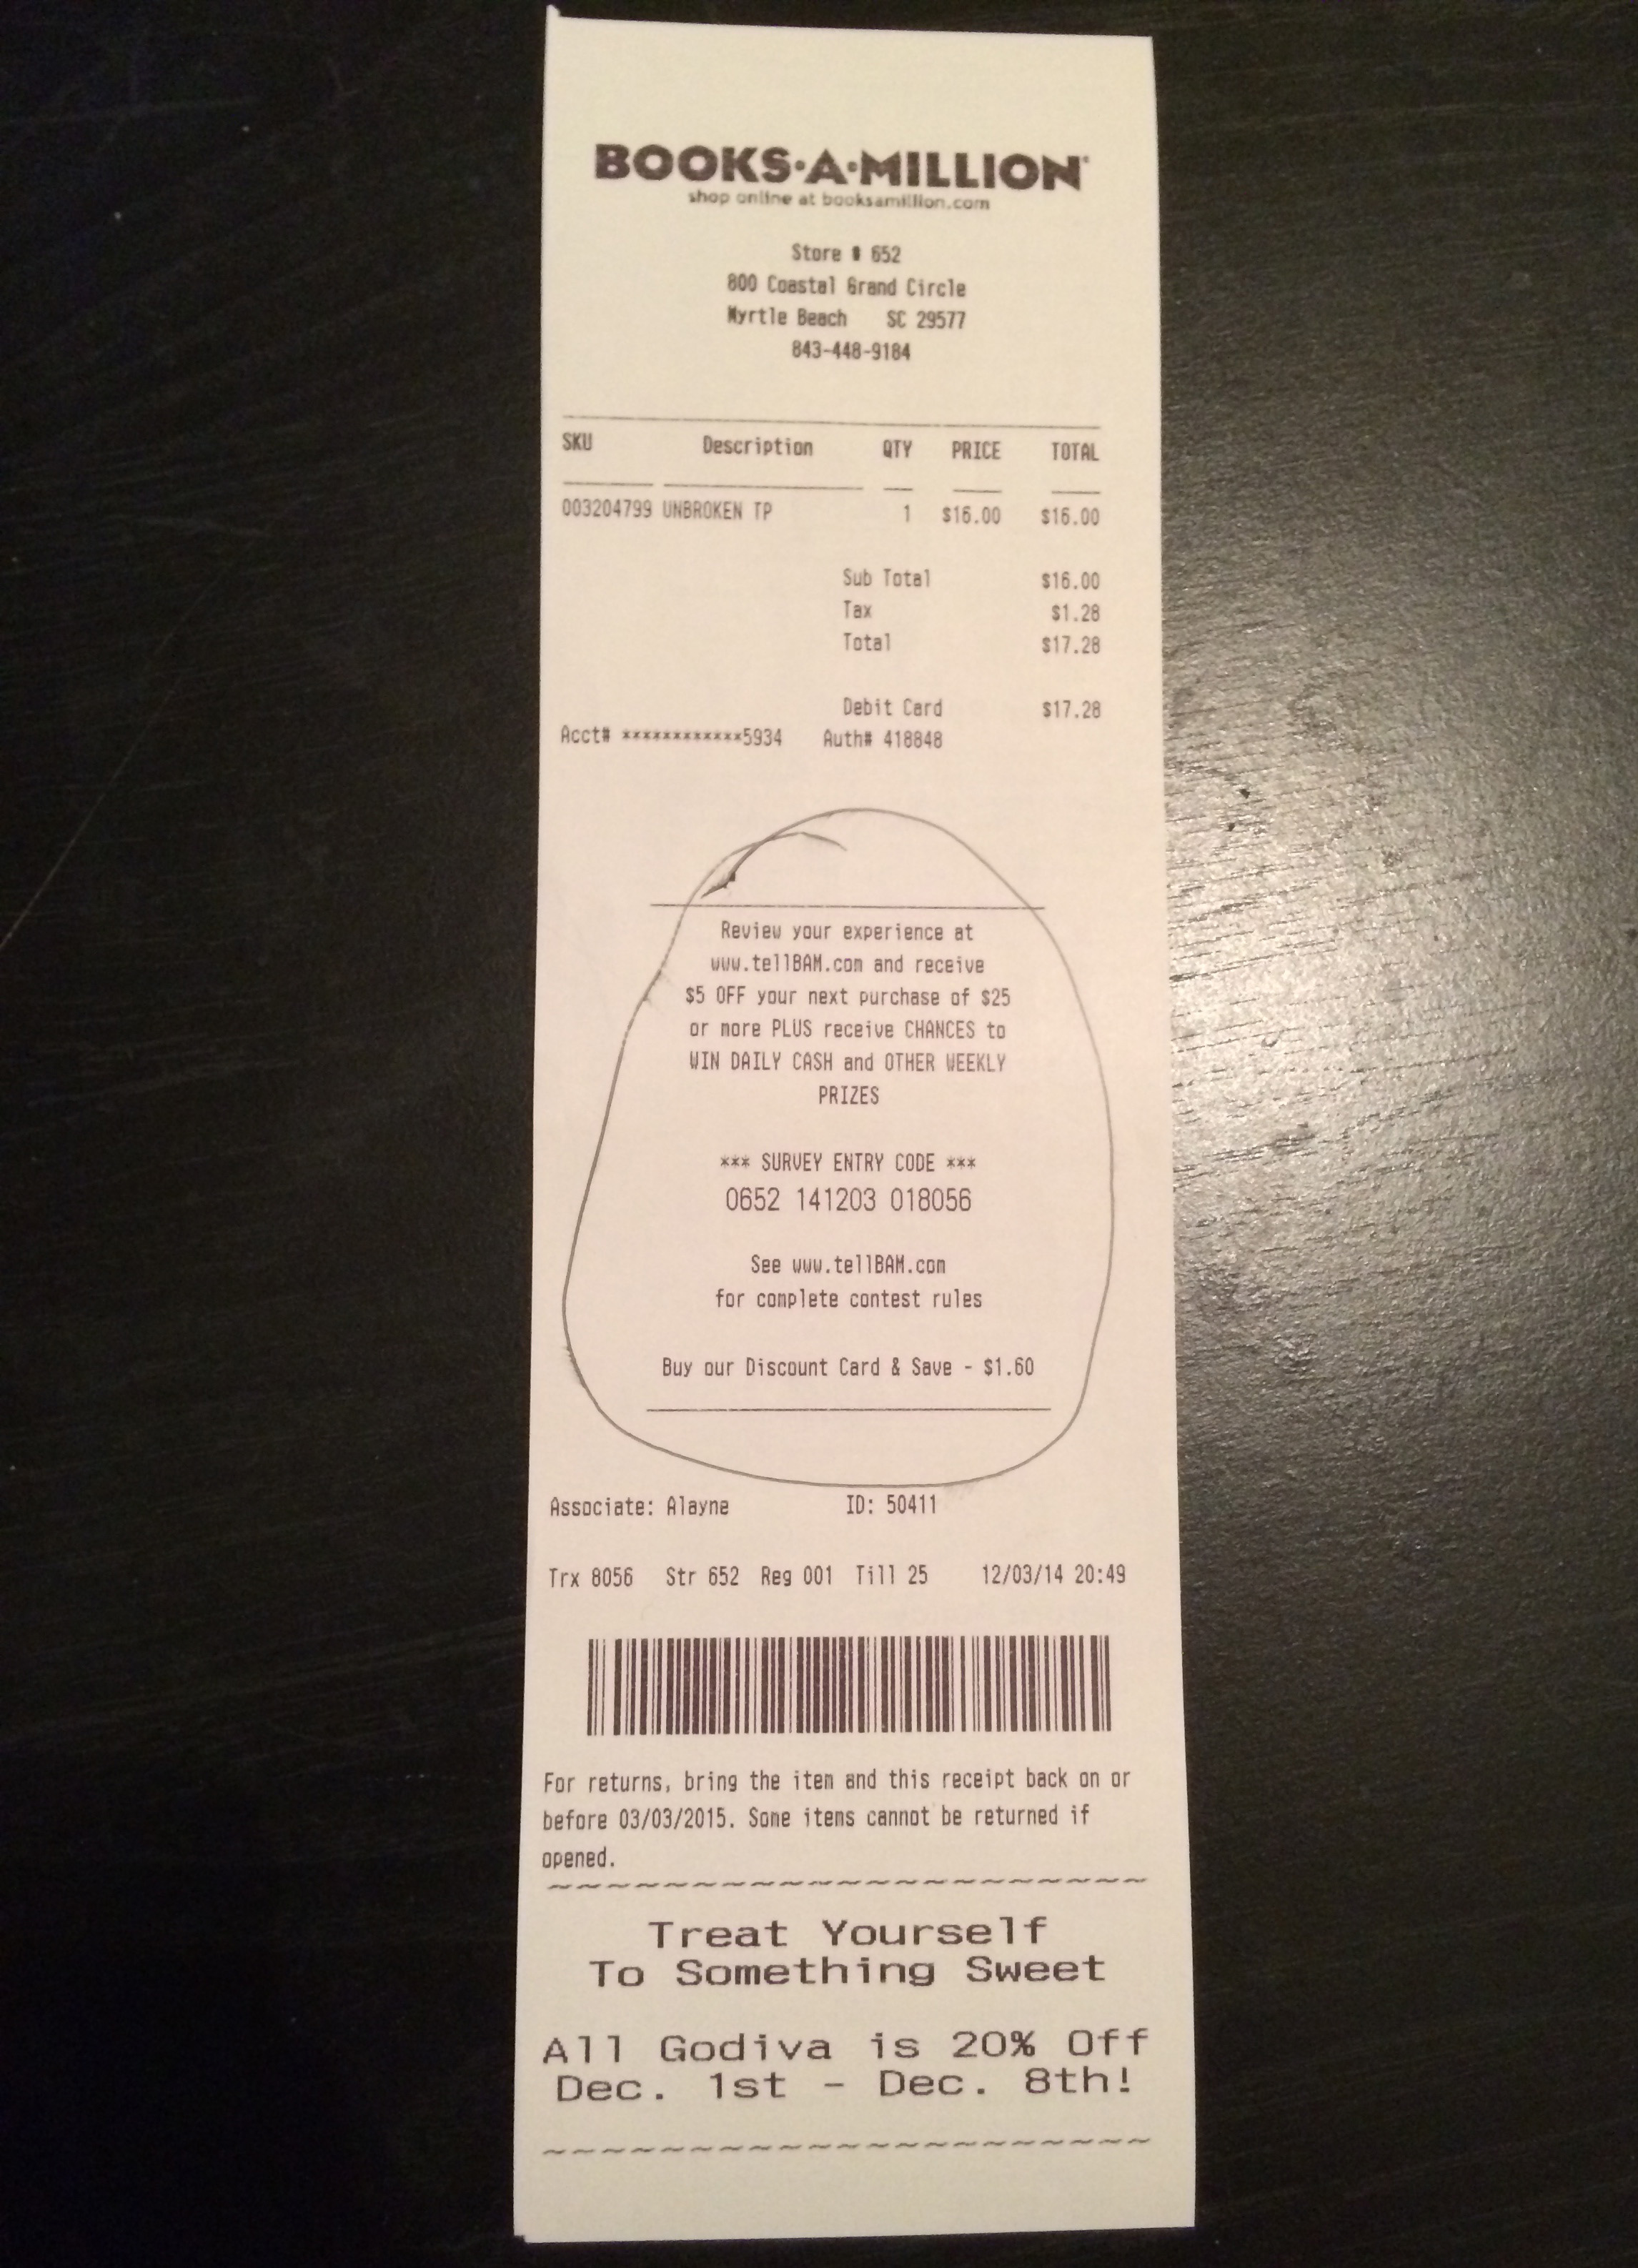 BOOKS·A·MILLION
shop online at booksamillion.com
Store # 652
800 Coastal Grand Circle
Myrtle Beach SC 29577
843-448-9184
SKU Description QTY PRICE TOTAL
003204799 UNBROKEN TP 1 $16.00 $16.00
Sub Total $16.00
Tax $1.28
Total $17.28
Debit Card $17.28
Acct# ************5934 Auth# 418848
Review your experience at
www.tellBAM.com and receive
$5 OFF your next purchase of $25
or more PLUS receive CHANCES to
WIN DAILY CASH and OTHER WEEKLY
PRIZES
*** SURVEY ENTRY CODE ***
0652 141203 018056
See www.tellBAM.com
for complete contest rules
Buy our Discount Card & Save - $1.60
Associate: Alayne ID: 50411
Trx 8056 Str 652 Reg 001 Till 25 12/03/14 20:49
For returns, bring the item and this receipt back on or
before 03/03/2015. Some items cannot be returned if
opened.
Treat Yourself
To Something Sweet
All Godiva is 20% Off
Dec. 1st - Dec. 8th!